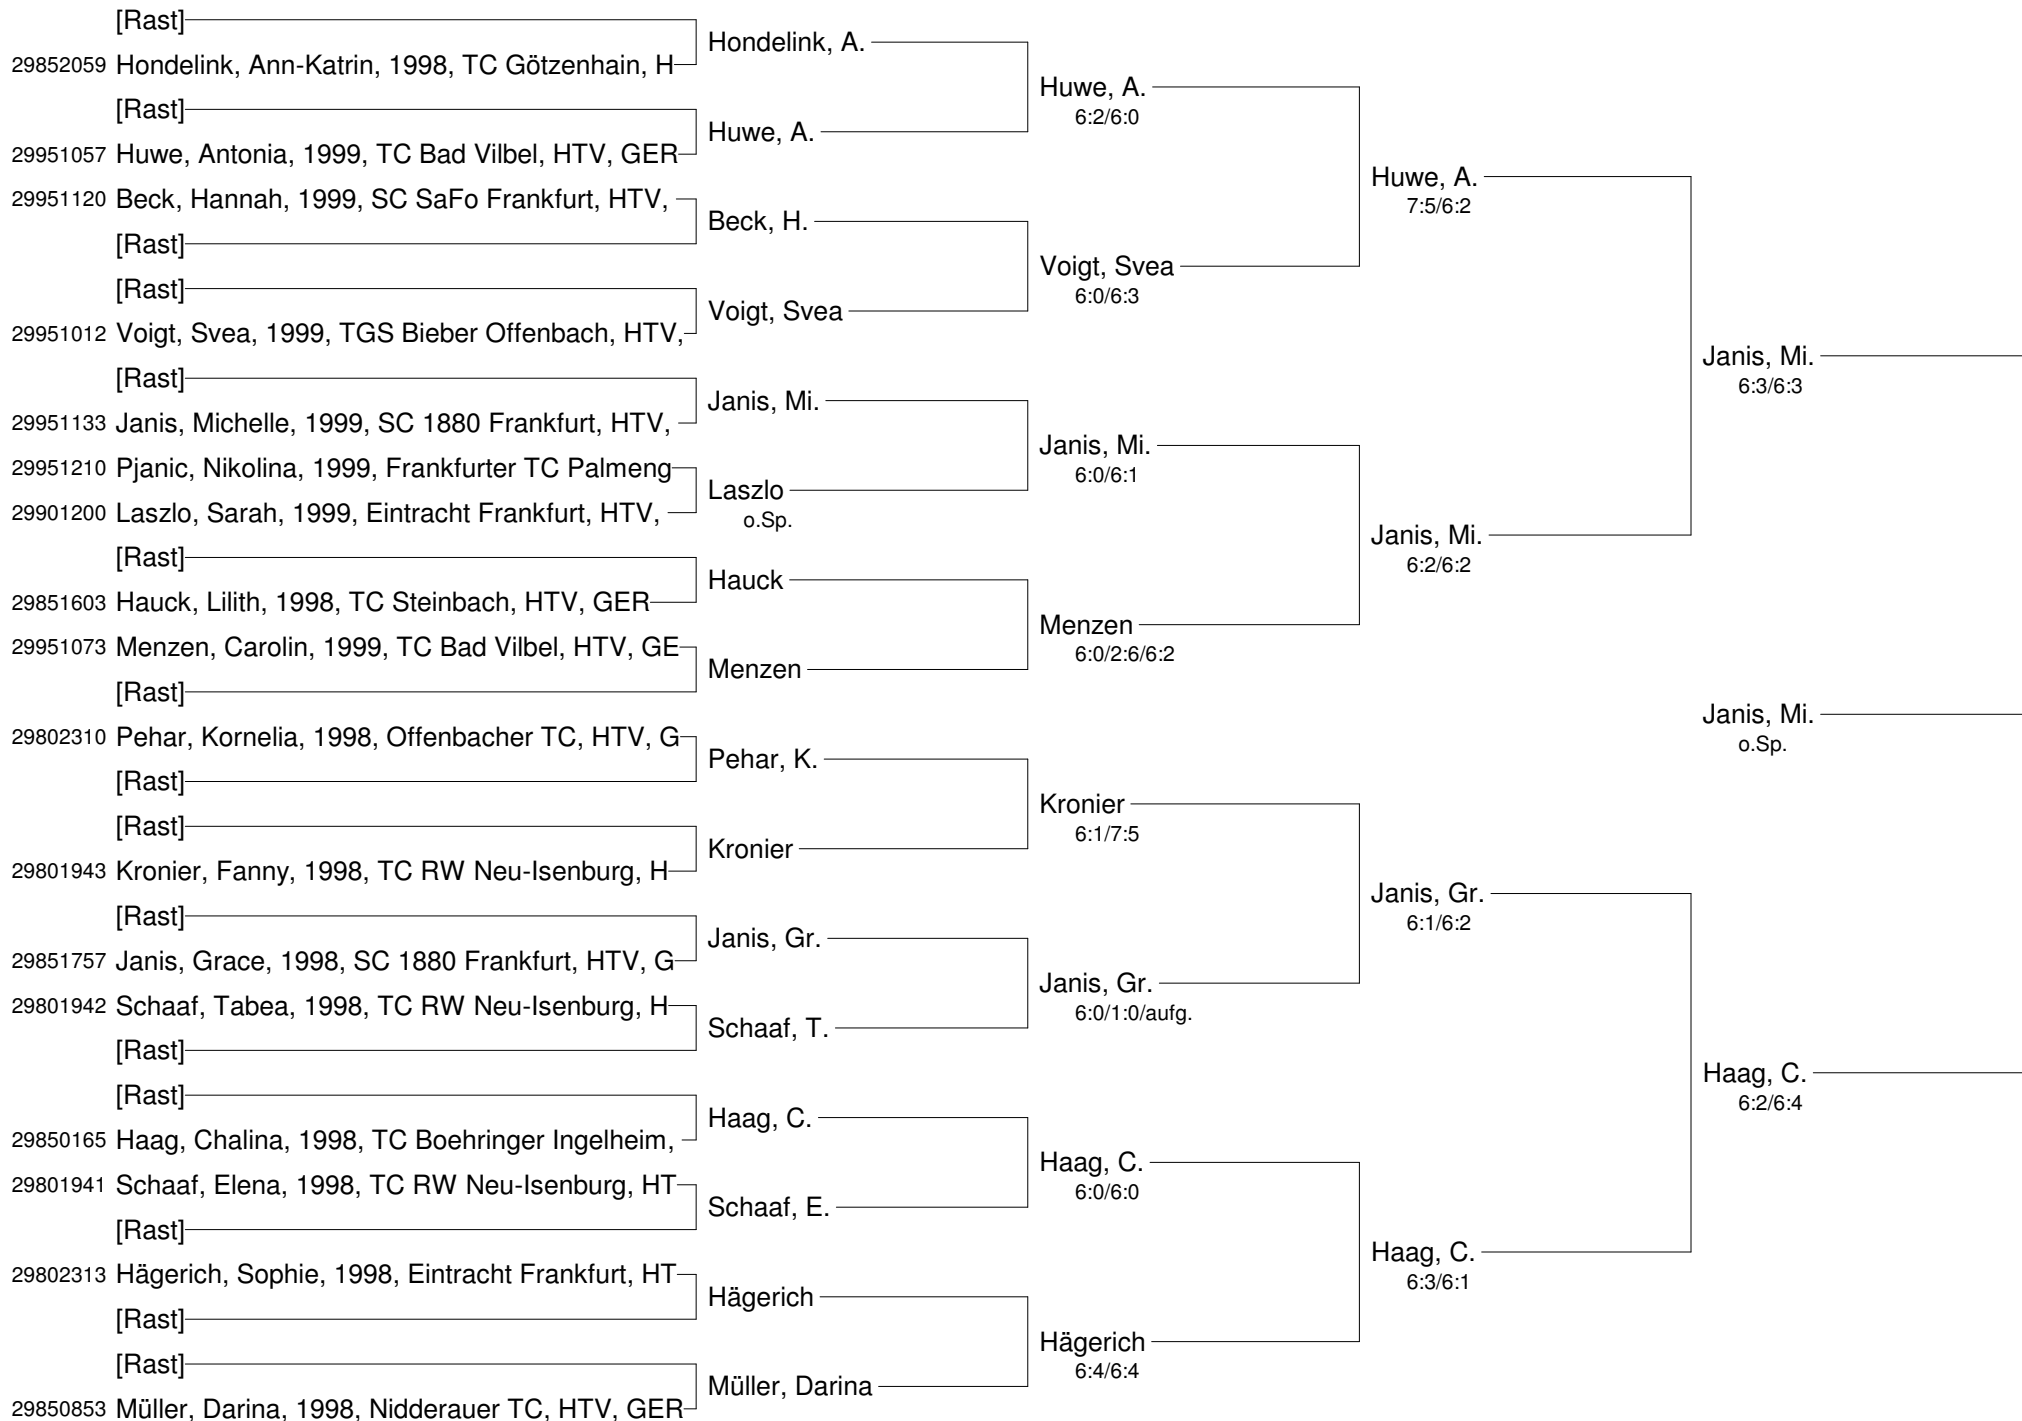 [Rast]
29852059 Hondelink, Ann-Katrin, 1998, TC Götzenhain, H
[Rast]
29951057 Huwe, Antonia, 1999, TC Bad Vilbel, HTV, GER
29951120 Beck, Hannah, 1999, SC SaFo Frankfurt, HTV,
[Rast]
[Rast]
29951012 Voigt, Svea, 1999, TGS Bieber Offenbach, HTV,
[Rast]
29951133 Janis, Michelle, 1999, SC 1880 Frankfurt, HTV,
29951210 Pjanic, Nikolina, 1999, Frankfurter TC Palmeng
29901200 Laszlo, Sarah, 1999, Eintracht Frankfurt, HTV,
[Rast]
29851603 Hauck, Lilith, 1998, TC Steinbach, HTV, GER
29951073 Menzen, Carolin, 1999, TC Bad Vilbel, HTV, GE
[Rast]
29802310 Pehar, Kornelia, 1998, Offenbacher TC, HTV, G
[Rast]
[Rast]
29801943 Kronier, Fanny, 1998, TC RW Neu-Isenburg, H
[Rast]
29851757 Janis, Grace, 1998, SC 1880 Frankfurt, HTV, G
29801942 Schaaf, Tabea, 1998, TC RW Neu-Isenburg, H
[Rast]
[Rast]
29850165 Haag, Chalina, 1998, TC Boehringer Ingelheim,
29801941 Schaaf, Elena, 1998, TC RW Neu-Isenburg, HT
[Rast]
29802313 Hägerich, Sophie, 1998, Eintracht Frankfurt, HT
[Rast]
[Rast]
29850853 Müller, Darina, 1998, Nidderauer TC, HTV, GER
Hondelink, A.
Huwe, A.
Beck, H.
Voigt, Svea
Janis, Mi.
Laszlo
o.Sp.
Hauck
Menzen
Pehar, K.
Kronier
Janis, Gr.
Schaaf, T.
Haag, C.
Schaaf, E.
Hägerich
Müller, Darina
Huwe, A.
6:2/6:0
Voigt, Svea
6:0/6:3
Janis, Mi.
6:0/6:1
Menzen
6:0/2:6/6:2
Kronier
6:1/7:5
Janis, Gr.
6:0/1:0/aufg.
Haag, C.
6:0/6:0
Hägerich
6:4/6:4
Huwe, A.
7:5/6:2
Janis, Mi.
6:2/6:2
Janis, Gr.
6:1/6:2
Haag, C.
6:3/6:1
Janis, Mi.
6:3/6:3
Janis, Mi.
o.Sp.
Haag, C.
6:2/6:4